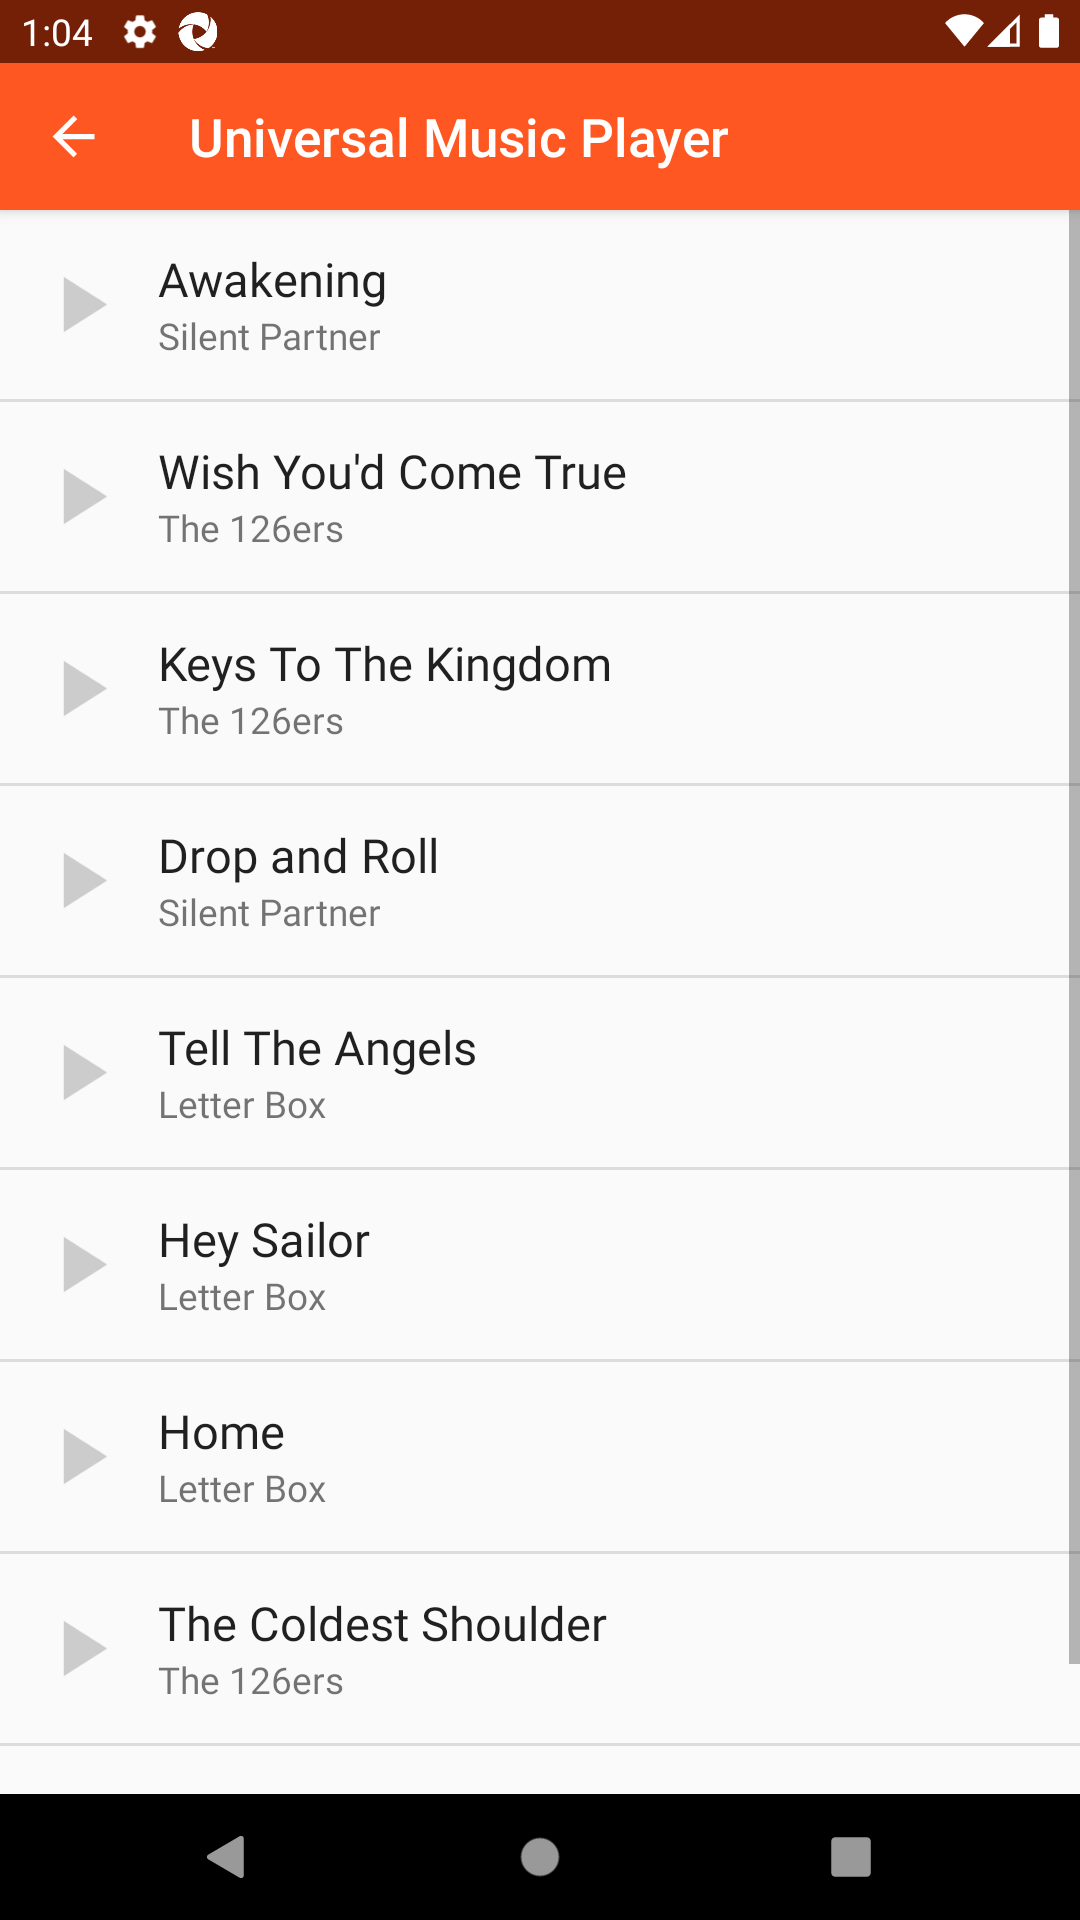 1:04
Universal Music Player
Awakening
Silent Partner
Wish You'd Come True
The 126ers
Keys To The Kingdom
The 126ers
Drop and Roll
Silent Partner
Tell The Angels
Letter Box
Hey Sailor
Letter Box
Home
Letter Box
The Coldest Shoulder
The 126ers